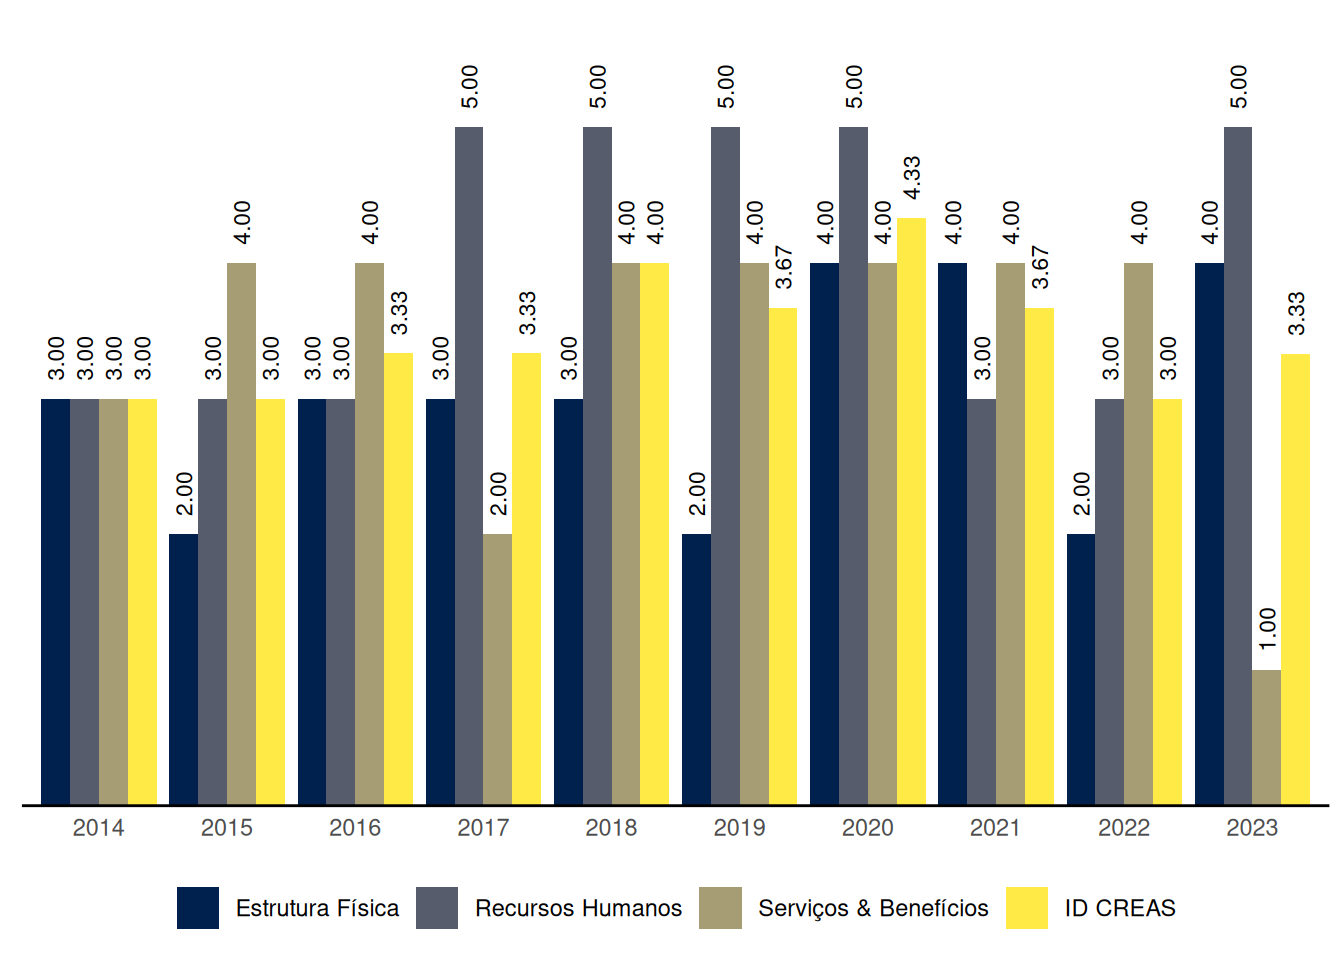 3.00 3.00 3.00 3.00
2.00 3.00 4.00 3.00
3.00 3.00 4.00 3.33
3.00 5.00 2.00 3.33
3.00 5.00 4.00 4.00
2.00 5.00 4.00 3.67
4.00 5.00 4.00 4.33
4.00 3.00 4.00 3.67
2.00 3.00 4.00 3.00
4.00 5.00 1.00 3.33
2014 2015 2016 2017 2018 2019 2020 2021 2022 2023
Estrutura Física Recursos Humanos Serviços & Benefícios ID CREAS